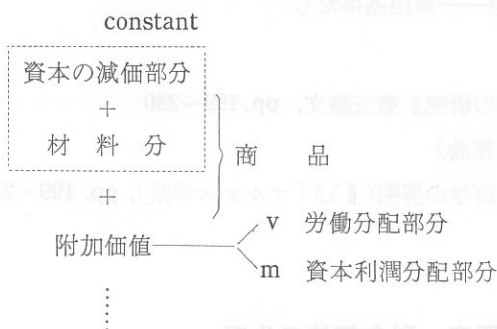 constant
資本の減価部分
+
材料分
+
商品
附加価値
v 労働分配部分
m 資本利潤分配部分